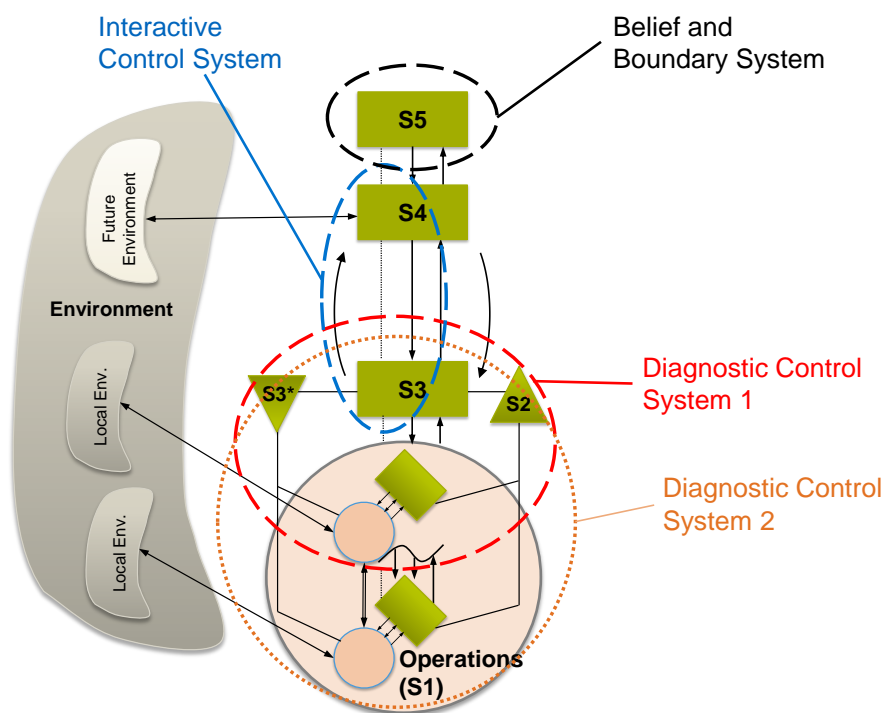 Interactive
Control System
Belief and
Boundary System
S5
S4
Future
Environment
Environment
S3*
S3
S2
Diagnostic Control
System 1
Local Env.
Diagnostic Control
System 2
Local Env.
Operations
(S1)